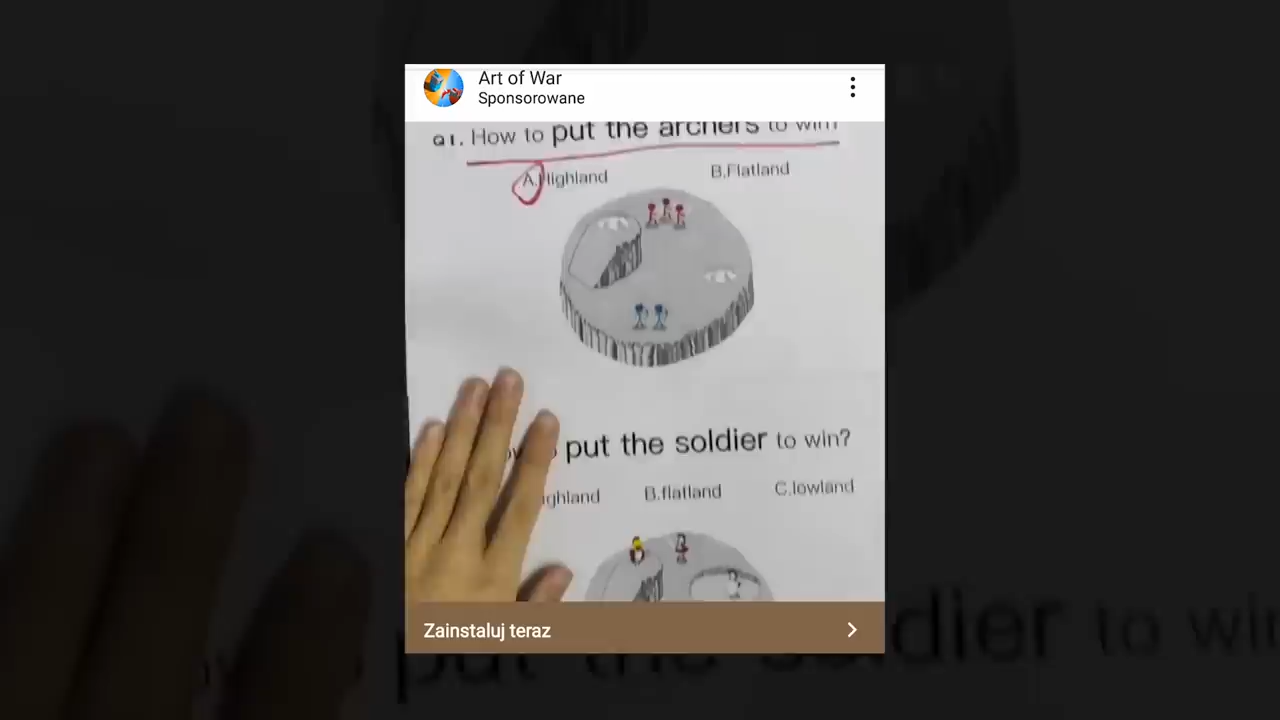 Art of War
Sponsorowane
Q1. How to put the archers to win
A.Highland B.Flatland
put the soldier to win?
B.flatland C.lowland
Zainstaluj teraz